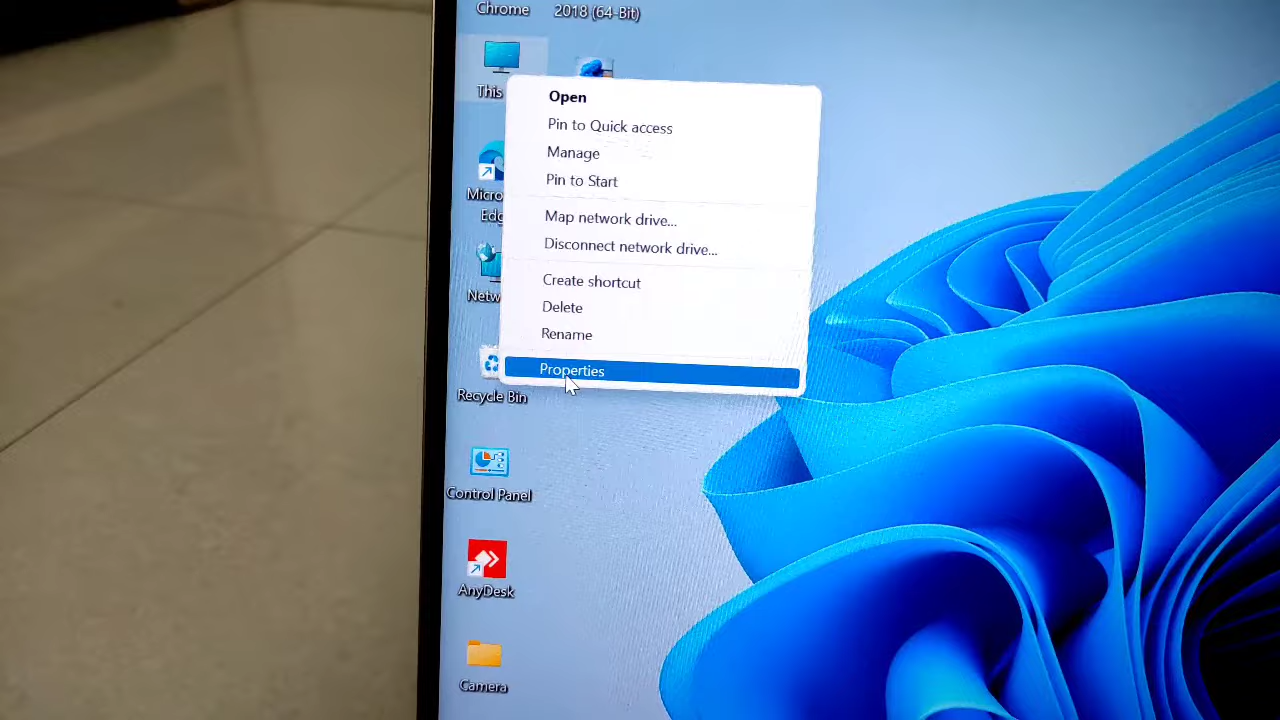 Chrome
2018 (64-Bit)
This
Open
Pin to Quick access
Manage
Pin to Start
Map network drive...
Disconnect network drive...
Create shortcut
Delete
Rename
Properties
Micro
Edg
Netw
Recycle Bin
Control Panel
AnyDesk
Camera